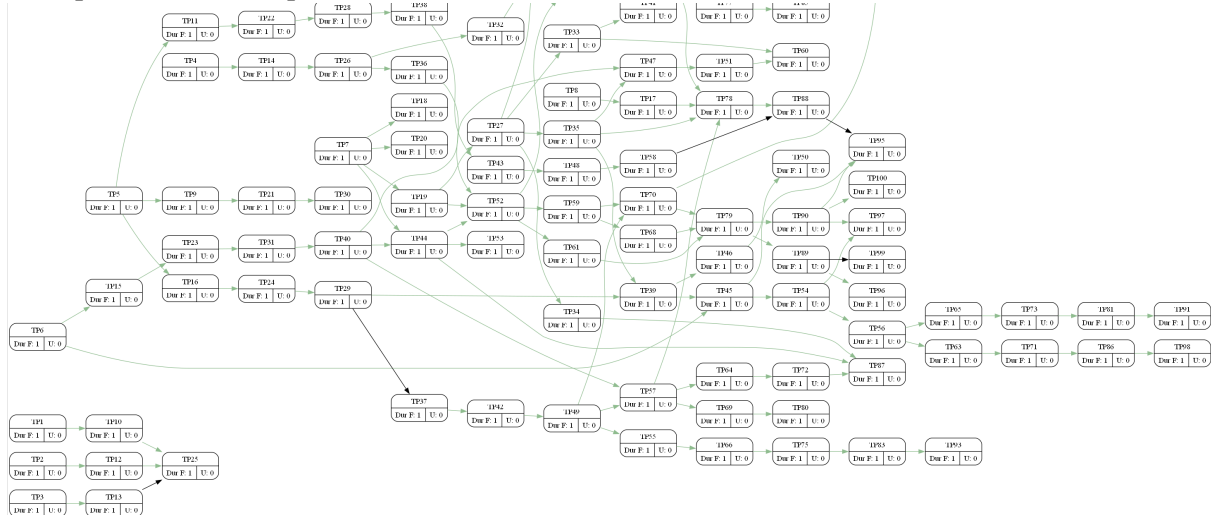 TP11
Dur F: 1 U: 0
TP22
Dur F: 1 U: 0
TP28
Dur F: 1 U: 0
TP38
Dur F: 1 U: 0
TP32
Dur F: 1 U: 0
TP33
Dur F: 1 U: 0
Dur F: 1 U: 0
Dur F: 1 U: 0
Dur F: 1 U: 0
TP4
Dur F: 1 U: 0
TP14
Dur F: 1 U: 0
TP26
Dur F: 1 U: 0
TP36
Dur F: 1 U: 0
TP47
Dur F: 1 U: 0
TP51
Dur F: 1 U: 0
TP60
Dur F: 1 U: 0
TP18
Dur F: 1 U: 0
TP8
Dur F: 1 U: 0
TP17
Dur F: 1 U: 0
TP78
Dur F: 1 U: 0
TP88
Dur F: 1 U: 0
TP7
Dur F: 1 U: 0
TP20
Dur F: 1 U: 0
TP27
Dur F: 1 U: 0
TP35
Dur F: 1 U: 0
TP95
Dur F: 1 U: 0
TP43
Dur F: 1 U: 0
TP48
Dur F: 1 U: 0
TP58
Dur F: 1 U: 0
TP50
Dur F: 1 U: 0
TP100
Dur F: 1 U: 0
TP5
Dur F: 1 U: 0
TP9
Dur F: 1 U: 0
TP21
Dur F: 1 U: 0
TP30
Dur F: 1 U: 0
TP19
Dur F: 1 U: 0
TP52
Dur F: 1 U: 0
TP59
Dur F: 1 U: 0
TP70
Dur F: 1 U: 0
TP79
Dur F: 1 U: 0
TP90
Dur F: 1 U: 0
TP97
Dur F: 1 U: 0
TP23
Dur F: 1 U: 0
TP31
Dur F: 1 U: 0
TP40
Dur F: 1 U: 0
TP44
Dur F: 1 U: 0
TP53
Dur F: 1 U: 0
TP61
Dur F: 1 U: 0
TP68
Dur F: 1 U: 0
TP46
Dur F: 1 U: 0
TP89
Dur F: 1 U: 0
TP99
Dur F: 1 U: 0
TP15
Dur F: 1 U: 0
TP16
Dur F: 1 U: 0
TP24
Dur F: 1 U: 0
TP29
Dur F: 1 U: 0
TP39
Dur F: 1 U: 0
TP45
Dur F: 1 U: 0
TP54
Dur F: 1 U: 0
TP96
Dur F: 1 U: 0
TP6
Dur F: 1 U: 0
TP34
Dur F: 1 U: 0
TP56
Dur F: 1 U: 0
TP65
Dur F: 1 U: 0
TP73
Dur F: 1 U: 0
TP81
Dur F: 1 U: 0
TP91
Dur F: 1 U: 0
TP63
Dur F: 1 U: 0
TP71
Dur F: 1 U: 0
TP86
Dur F: 1 U: 0
TP98
Dur F: 1 U: 0
TP64
Dur F: 1 U: 0
TP72
Dur F: 1 U: 0
TP87
Dur F: 1 U: 0
TP37
Dur F: 1 U: 0
TP42
Dur F: 1 U: 0
TP49
Dur F: 1 U: 0
TP57
Dur F: 1 U: 0
TP69
Dur F: 1 U: 0
TP80
Dur F: 1 U: 0
TP1
Dur F: 1 U: 0
TP10
Dur F: 1 U: 0
TP55
Dur F: 1 U: 0
TP66
Dur F: 1 U: 0
TP75
Dur F: 1 U: 0
TP83
Dur F: 1 U: 0
TP93
Dur F: 1 U: 0
TP2
Dur F: 1 U: 0
TP12
Dur F: 1 U: 0
TP25
Dur F: 1 U: 0
TP3
Dur F: 1 U: 0
TP13
Dur F: 1 U: 0